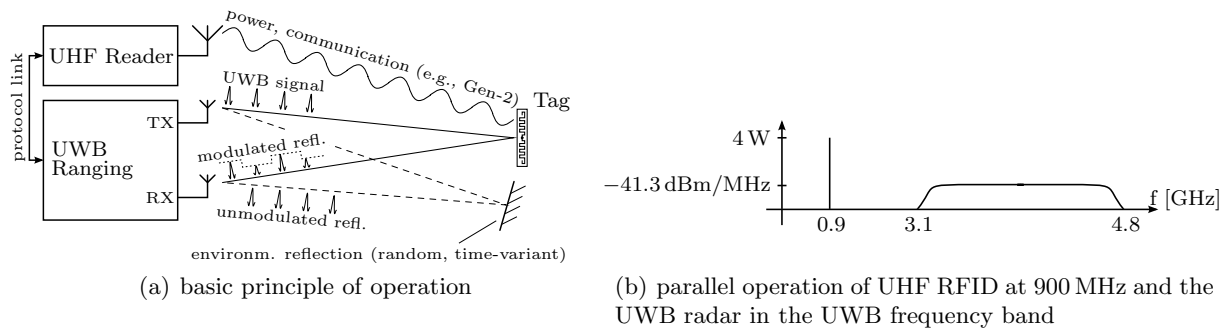 UHF Reader
protocol link
power, communication (e.g., Gen-2)
UWB signal
Tag
TX
UWB
Ranging
modulated refl.
RX
unmodulated refl.
environm. reflection (random, time-variant)
(a) basic principle of operation
4 W
−41.3 dBm/MHz
f [GHz]
0.9
3.1
4.8
(b) parallel operation of UHF RFID at 900 MHz and the
UWB radar in the UWB frequency band